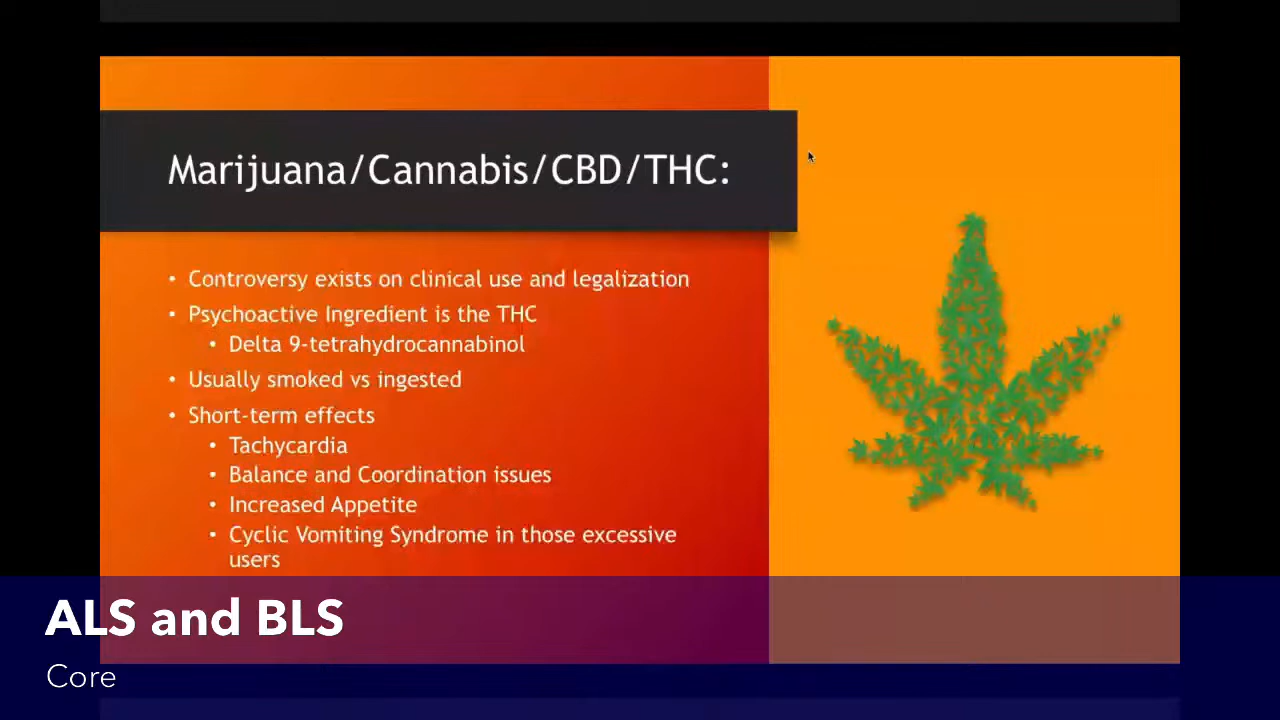 Marijuana/Cannabis/CBD/THC:
• Controversy exists on clinical use and legalization
• Psychoactive Ingredient is the THC
• Delta 9-tetrahydrocannabinol
• Usually smoked vs ingested
• Short-term effects
• Tachycardia
• Balance and Coordination issues
• Increased Appetite
• Cyclic Vomiting Syndrome in those excessive
users
ALS and BLS
Core